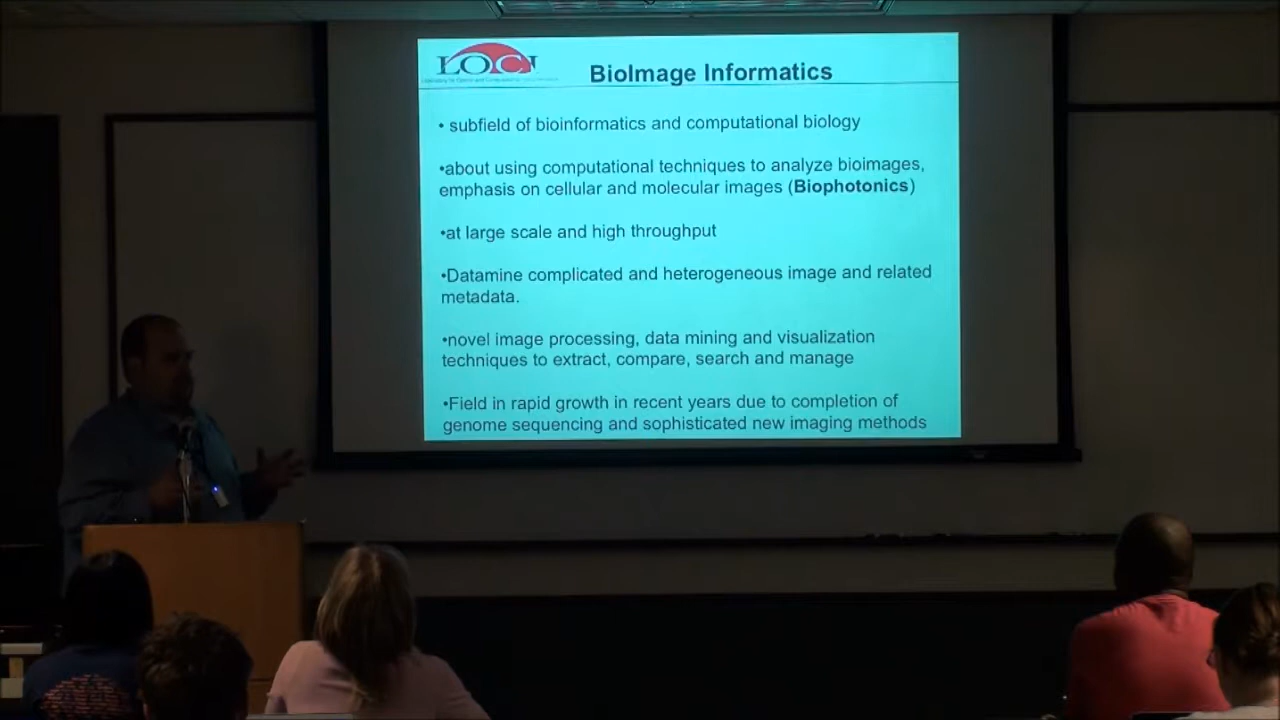 LOCI
BioImage Informatics
• subfield of bioinformatics and computational biology
•about using computational techniques to analyze bioimages,
emphasis on cellular and molecular images (Biophotonics)
•at large scale and high throughput
•Datamine complicated and heterogeneous image and related
metadata.
•novel image processing, data mining and visualization
techniques to extract, compare, search and manage
•Field in rapid growth in recent years due to completion of
genome sequencing and sophisticated new imaging methods